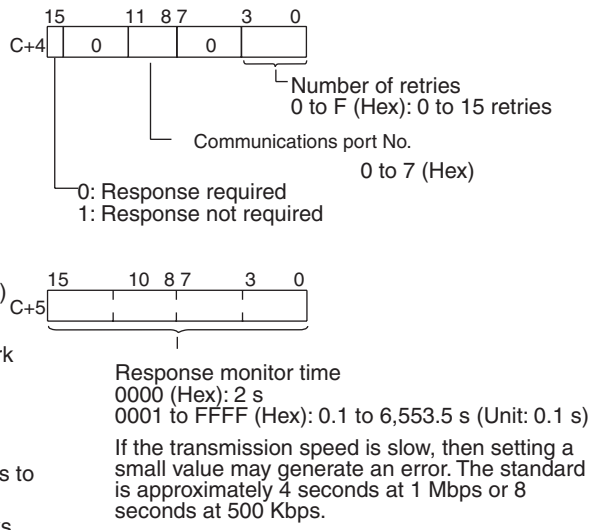 15 11 8 7 3 0
C+4 0 0
Number of retries
0 to F (Hex): 0 to 15 retries
Communications port No.
0 to 7 (Hex)
0: Response required
1: Response not required
15 10 8 7 3 0
)
C+5
rk
Response monitor time
0000 (Hex): 2 s
0001 to FFFF (Hex): 0.1 to 6,553.5 s (Unit: 0.1 s)
If the transmission speed is slow, then setting a
small value may generate an error. The standard
s to
is approximately 4 seconds at 1 Mbps or 8
seconds at 500 Kbps.